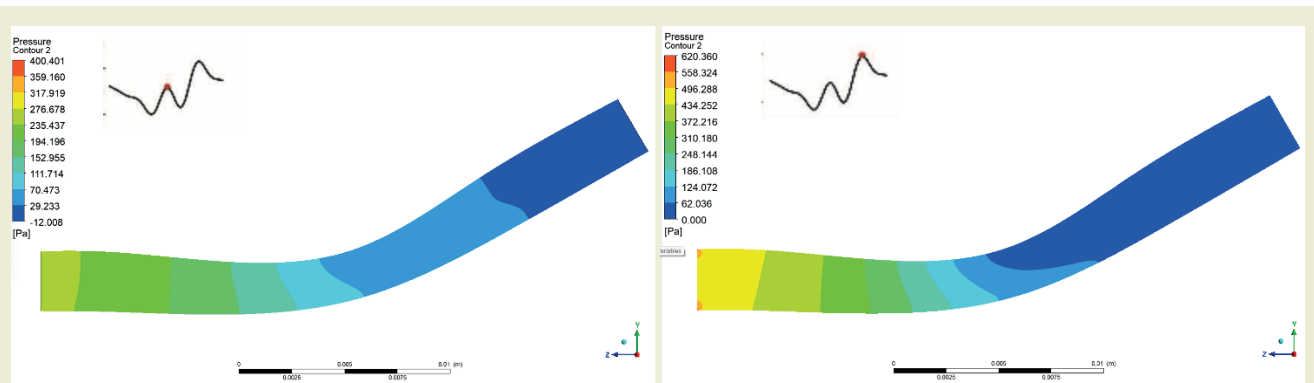 Pressure
Contour 2
400.401
359.160
317.919
276.678
235.437
194.196
152.955
111.714
70.473
29.233
-12.008
[Pa]
0
0.005
0.01 (m)
0.0025
0.0075
Y
Z
Pressure
Contour 2
620.360
558.324
496.288
434.252
372.216
310.180
248.144
186.108
124.072
62.036
0.000
[Pa]
ariables
0
0.005
0.01 (m)
0.0025
0.0075
Y
Z